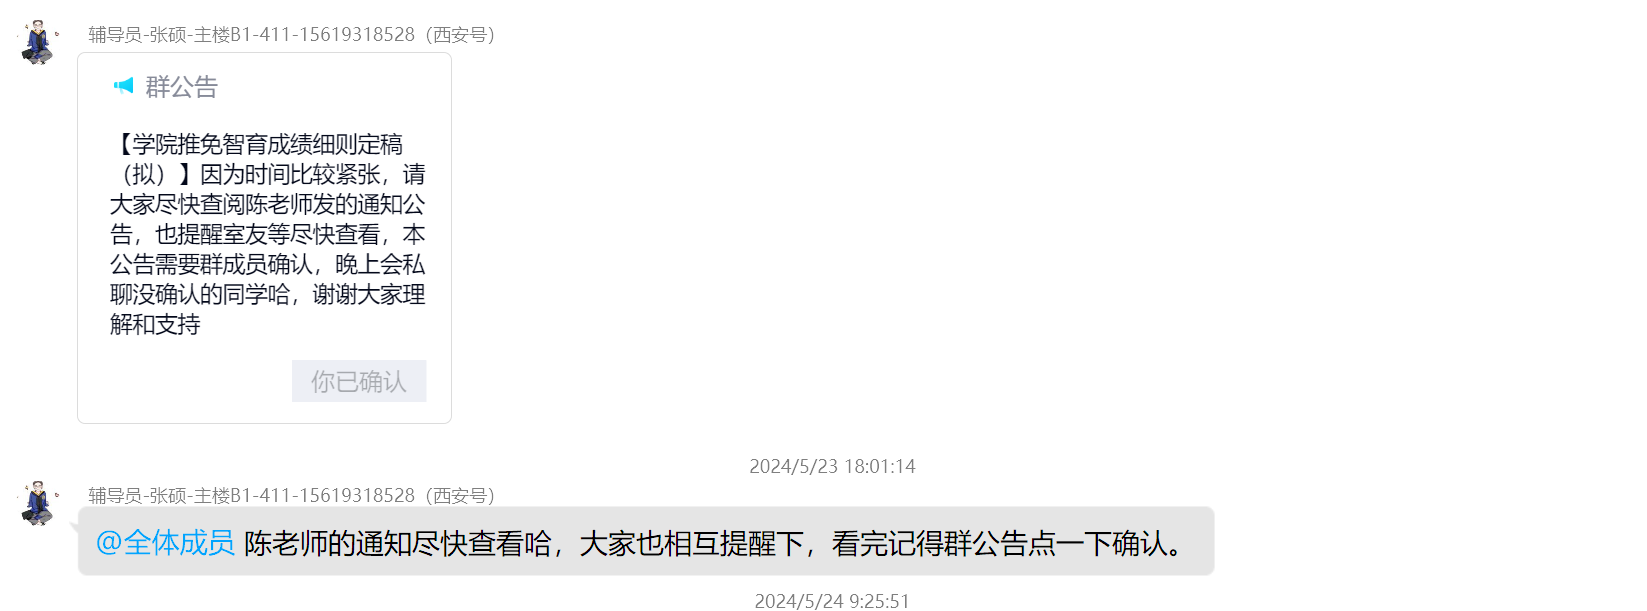 辅导员-张硕-主楼B1-411-15619318528（西安号）
群公告
【学院推免智育成绩细则定稿
（拟）】因为时间比较紧张，请
大家尽快查阅陈老师发的通知公
告，也提醒室友等尽快查看，本
公告需要群成员确认，晚上会私
聊没确认的同学哈，谢谢大家理
解和支持
你已确认
2024/5/23 18:01:14
辅导员-张硕-主楼B1-411-15619318528（西安号）
@全体成员 陈老师的通知尽快查看哈，大家也相互提醒下，看完记得群公告点一下确认。
2024/5/24 9:25:51